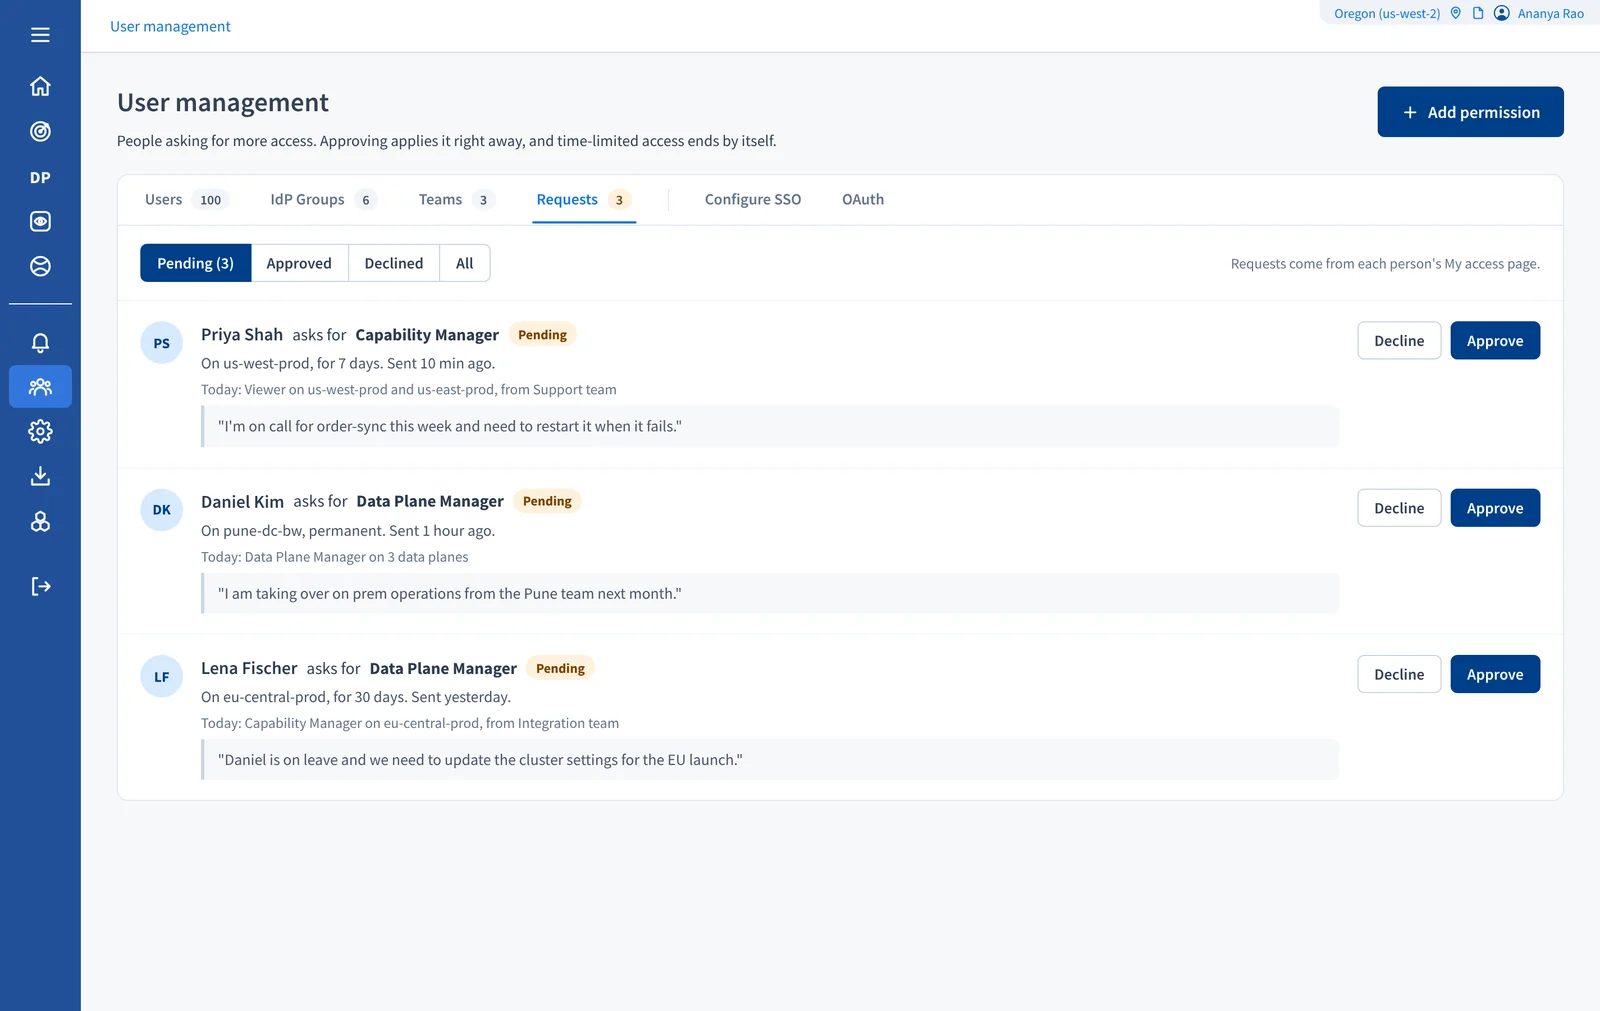 User management
Oregon (us-west-2) Ananya Rao
DP
User management
+ Add permission
People asking for more access. Approving applies it right away, and time-limited access ends by itself.
Users 100 IdP Groups 6 Teams 3 Requests 3 Configure SSO OAuth
Pending (3) Approved Declined All
Requests come from each person's My access page.
PS
Priya Shah asks for Capability Manager Pending
Decline Approve
On us-west-prod, for 7 days. Sent 10 min ago.
Today: Viewer on us-west-prod and us-east-prod, from Support team
"I'm on call for order-sync this week and need to restart it when it fails."
DK
Daniel Kim asks for Data Plane Manager Pending
Decline Approve
On pune-dc-bw, permanent. Sent 1 hour ago.
Today: Data Plane Manager on 3 data planes
"I am taking over on prem operations from the Pune team next month."
LF
Lena Fischer asks for Data Plane Manager Pending
Decline Approve
On eu-central-prod, for 30 days. Sent yesterday.
Today: Capability Manager on eu-central-prod, from Integration team
"Daniel is on leave and we need to update the cluster settings for the EU launch."